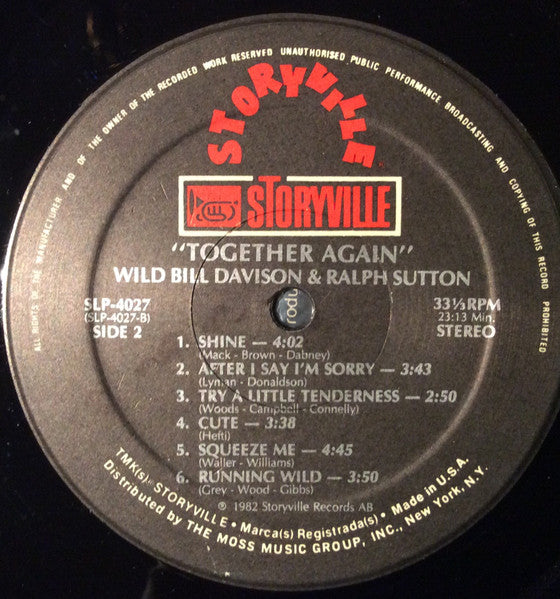 ALL RIGHTS OF THE MANUFACTURER AND OF THE OWNER OF THE RECORDED WORK RESERVED UNAUTHORISED PUBLIC PERFORMANCE BROADCASTING AND COPYING OF THIS RECORD PROHIBITED
STORYVILLE
STORYVILLE
"TOGETHER AGAIN"
WILD BILL DAVISON & RALPH SUTTON
SLP-4027
(SLP-4027-B)
SIDE 2
33⅓ RPM
23:13 Min.
STEREO
1. SHINE — 4:02
(Mack - Brown - Dabney)
2. AFTER I SAY I'M SORRY — 3:43
(Lyman - Donaldson)
3. TRY A LITTLE TENDERNESS — 2:50
(Woods - Campbell - Connelly)
4. CUTE — 3:38
(Hefti)
5. SQUEEZE ME — 4:45
(Waller - Williams)
6. RUNNING WILD — 3:50
(Grey - Wood - Gibbs)
℗ 1982 Storyville Records AB
TMK(s) STORYVILLE • Marca(s) Registrada(s) • Made in U.S.A.
Distributed by THE MOSS MUSIC GROUP, INC., New York, N.Y.